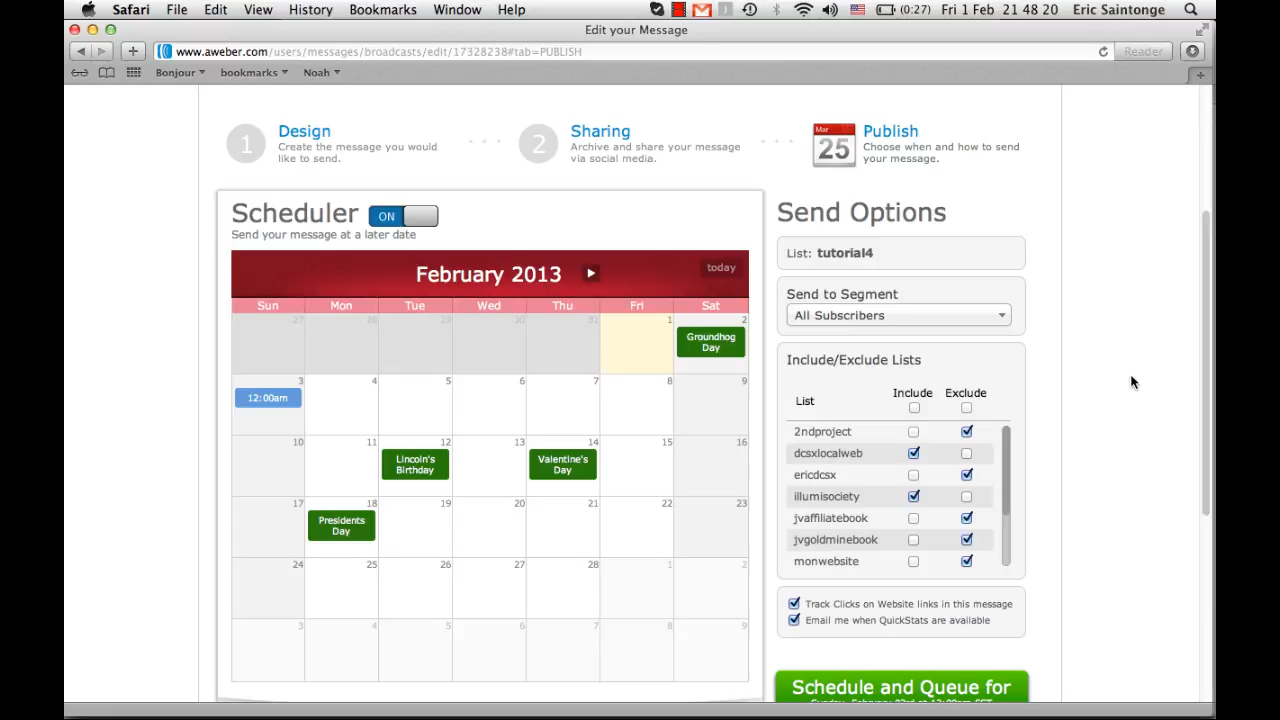 Safari File Edit View History Bookmarks Window Help (0:27) Fri 1 Feb 21 48 20 Eric Saintonge
Edit your Message
www.aweber.com/users/messages/broadcasts/edit/17328238#tab=PUBLISH Reader
Bonjour bookmarks Noah
1 Design 2 Sharing Mar 25 Publish
Create the message you would Archive and share your message Choose when and how to send
like to send. via social media. your message.
Scheduler ON
Send your message at a later date
February 2013 today
Sun Mon Tue Wed Thu Fri Sat
27 28 29 30 31 1 2
Groundhog
Day
3 4 5 6 7 8 9
12:00am
10 11 12 13 14 15 16
Lincoln's Valentine's
Birthday Day
17 18 19 20 21 22 23
Presidents
Day
24 25 26 27 28 1 2
3 4 5 6 7 8 9
Send Options
List: tutorial4
Send to Segment
All Subscribers
Include/Exclude Lists
List Include Exclude
2ndproject
dcsxlocalweb
ericdcsx
illumisociety
jvaffiliatebook
jvgoldminebook
monwebsite
Track Clicks on Website links in this message
Email me when QuickStats are available
Schedule and Queue for
Sunday, February 03rd at 12:00am EST